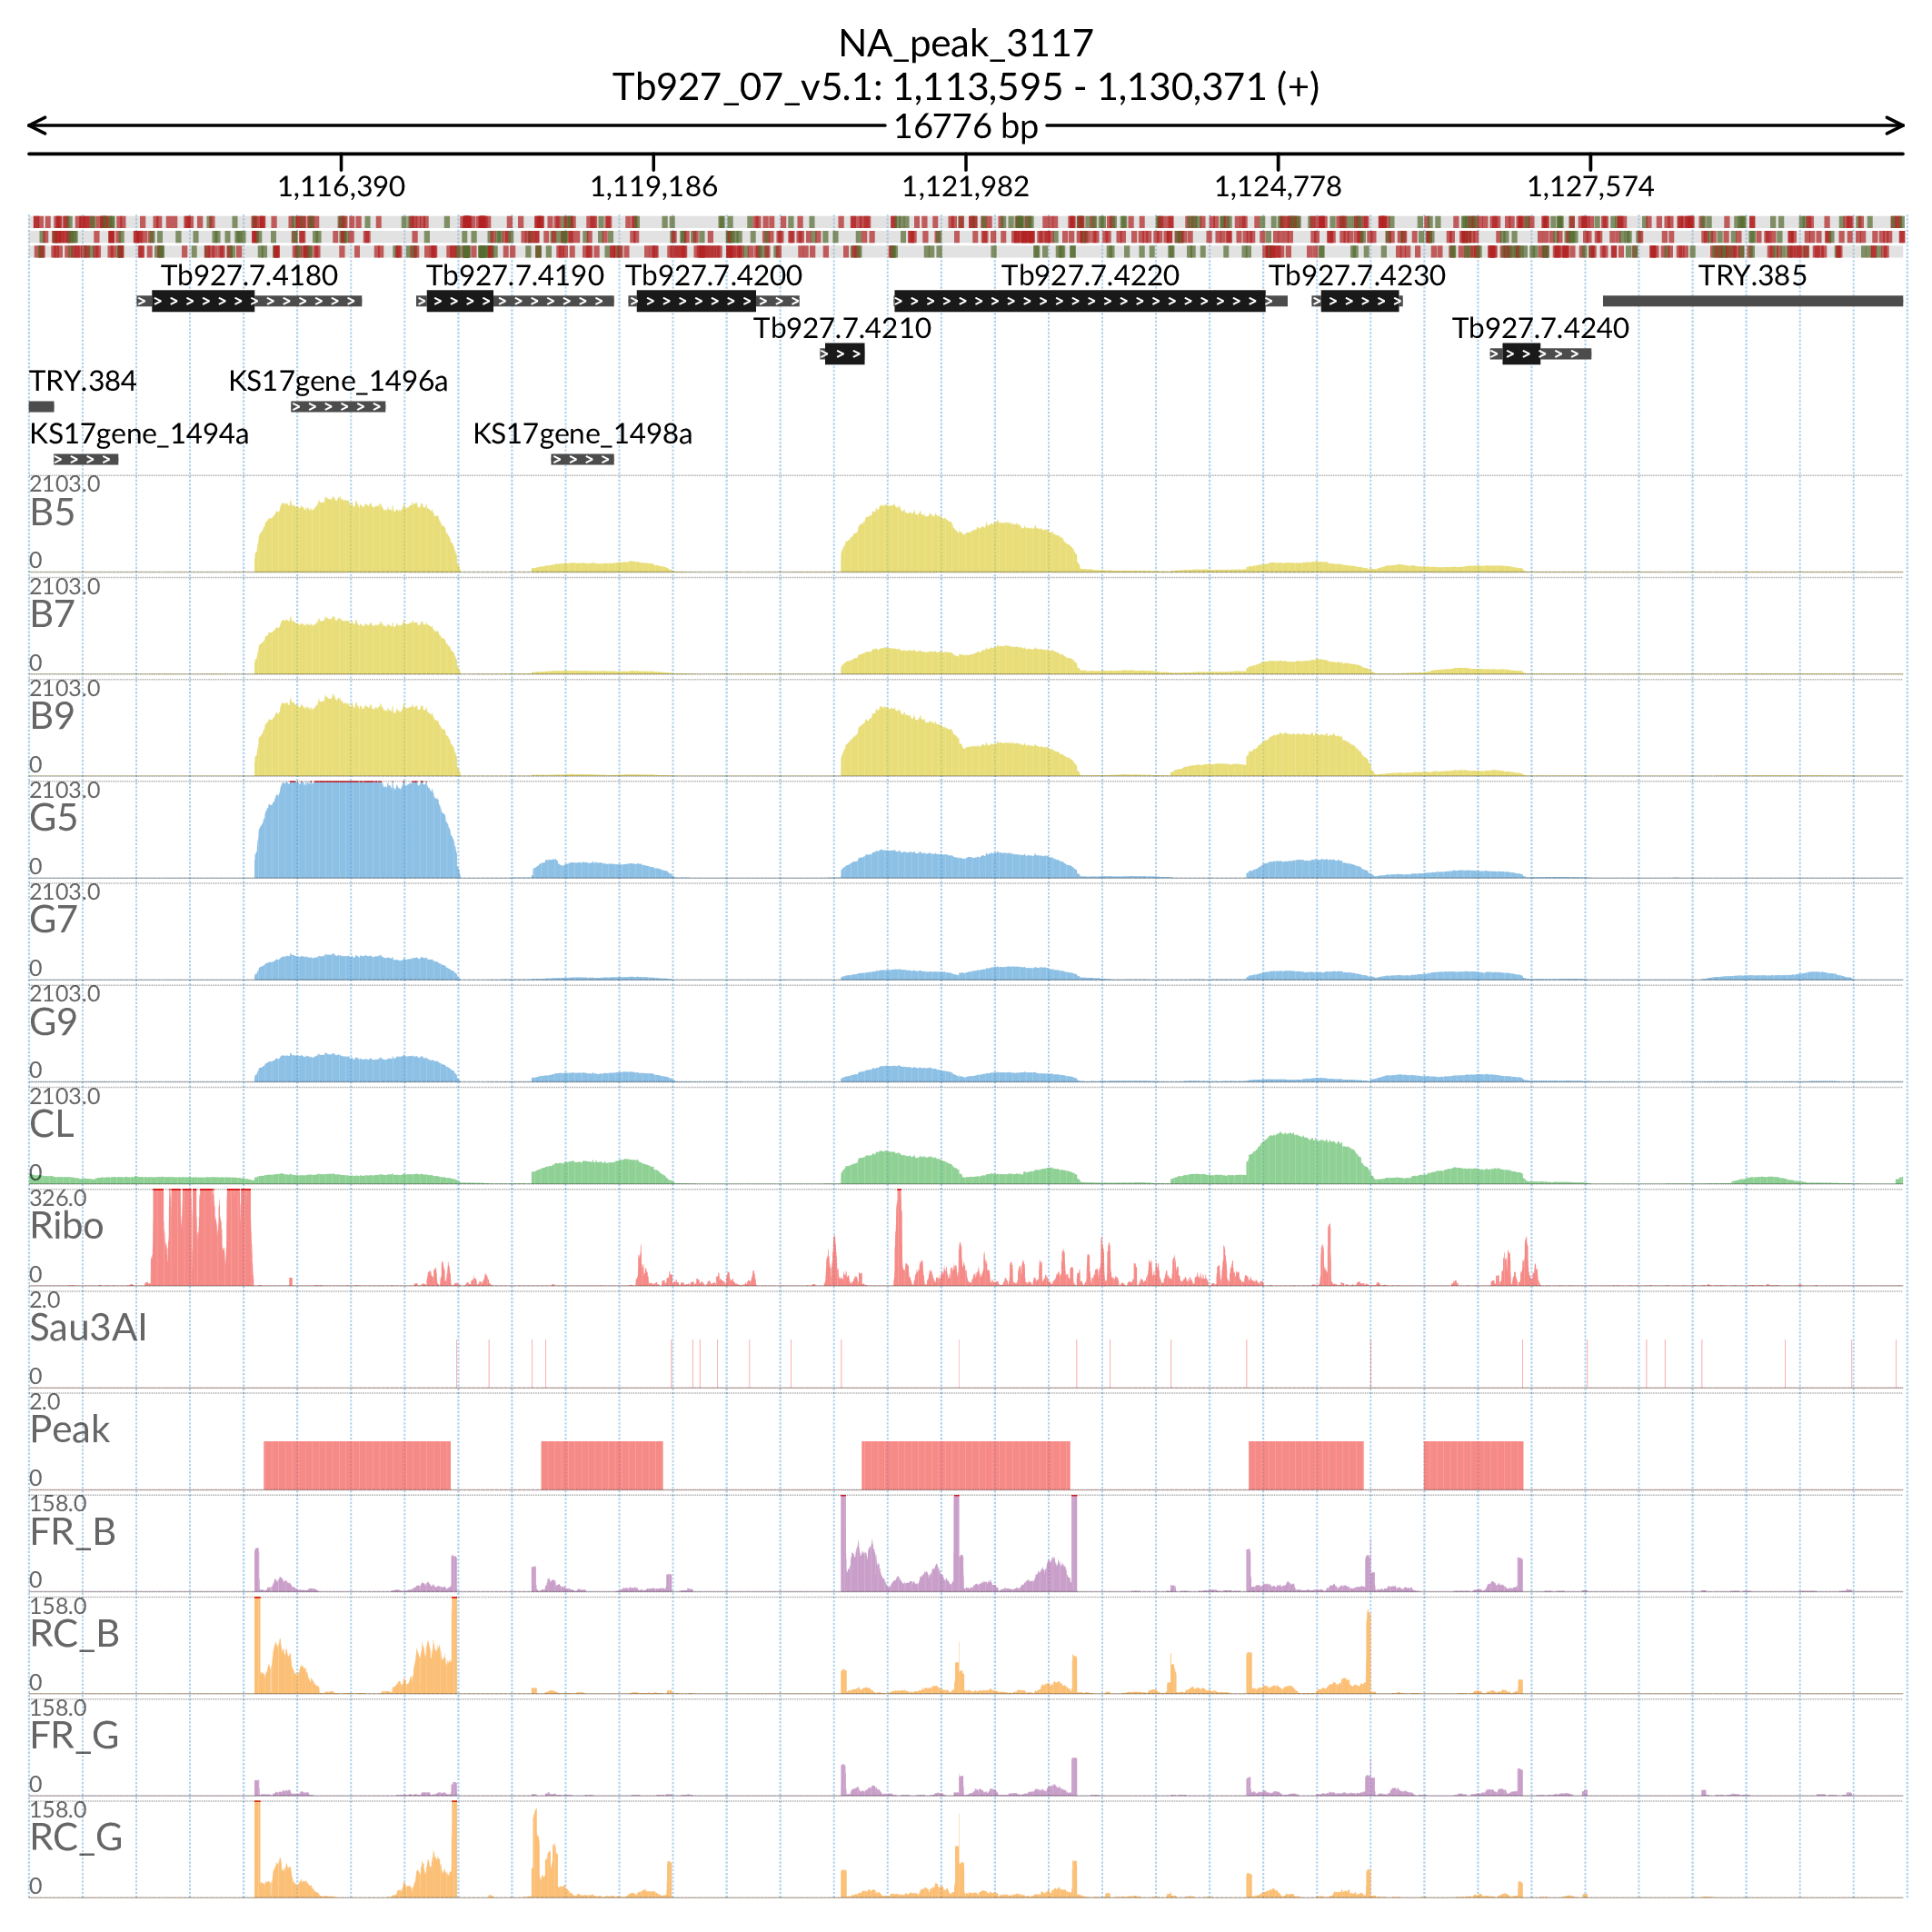 NA_peak_3117
Tb927_07_v5.1: 1,113,595 - 1,130,371 (+)
16776 bp
1,116,390 1,119,186 1,121,982 1,124,778 1,127,574
Tb927.7.4180 Tb927.7.4190 Tb927.7.4200 Tb927.7.4220 Tb927.7.4230 TRY.385
Tb927.7.4210 Tb927.7.4240
TRY.384 KS17gene_1496a
KS17gene_1494a KS17gene_1498a
2103.0
B5
0
2103.0
B7
0
2103.0
B9
0
2103.0
G5
0
2103.0
G7
0
2103.0
G9
0
2103.0
CL
0
326.0
Ribo
0
2.0
Sau3AI
0
2.0
Peak
0
158.0
FR_B
0
158.0
RC_B
0
158.0
FR_G
0
158.0
RC_G
0